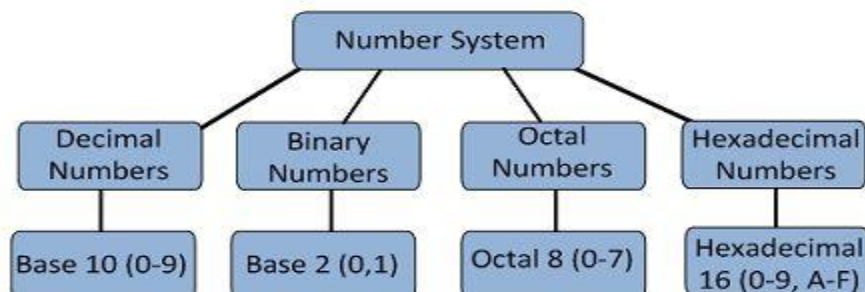 Number System
Decimal
Numbers
Binary
Numbers
Octal
Numbers
Hexadecimal
Numbers
Base 10 (0-9)
Base 2 (0,1)
Octal 8 (0-7)
Hexadecimal
16 (0-9, A-F)